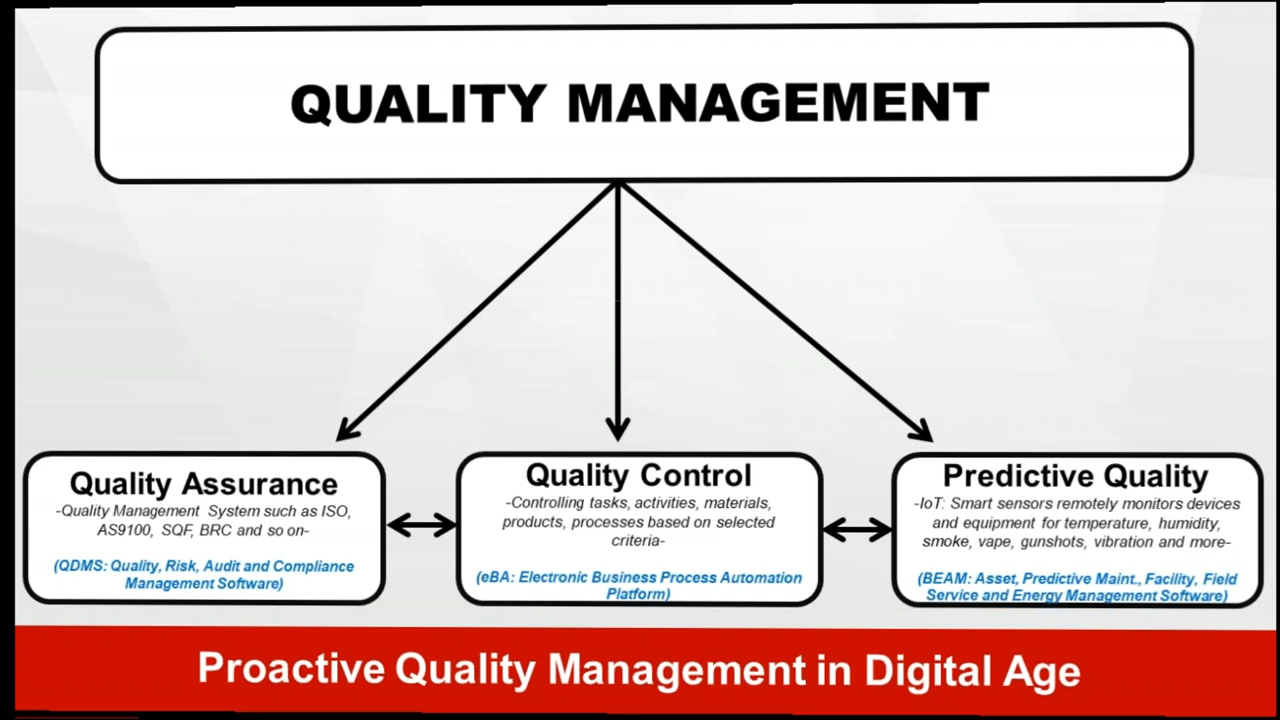 QUALITY MANAGEMENT
Quality Assurance
-Quality Management System such as ISO,
AS9100, SQF, BRC and so on-
(QDMS: Quality, Risk, Audit and Compliance
Management Software)
Quality Control
-Controlling tasks, activities, materials,
products, processes based on selected
criteria-
(eBA: Electronic Business Process Automation
Platform)
Predictive Quality
-IoT: Smart sensors remotely monitors devices
and equipment for temperature, humidity,
smoke, vape, gunshots, vibration and more-
(BEAM: Asset, Predictive Maint., Facility, Field
Service and Energy Management Software)
Proactive Quality Management in Digital Age